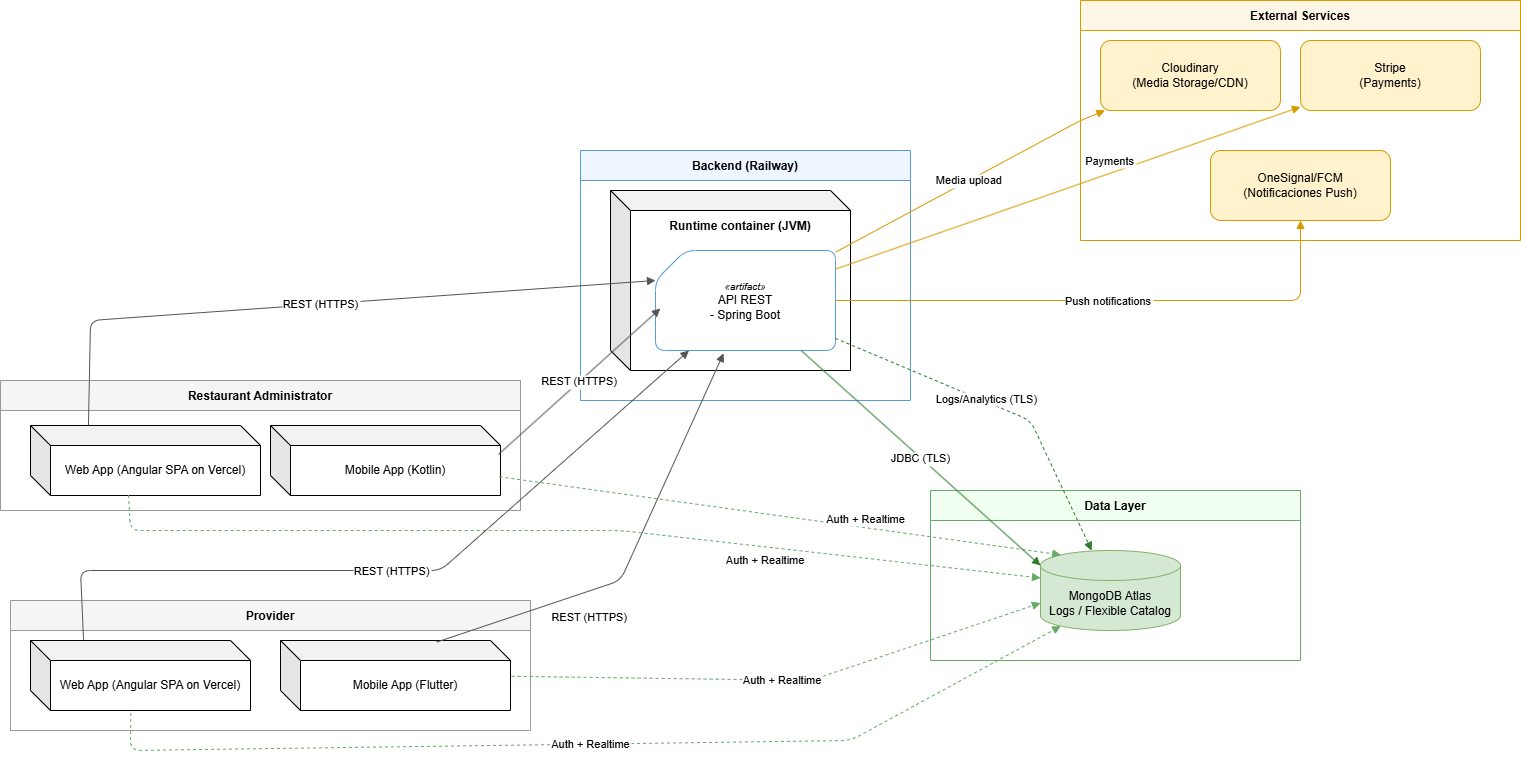 External Services
Cloudinary
(Media Storage/CDN)
Stripe
(Payments)
OneSignal/FCM
(Notificaciones Push)
Payments
Media upload
Push notifications
Backend (Railway)
Runtime container (JVM)
«artifact»
API REST
- Spring Boot
REST (HTTPS)
REST (HTTPS)
Logs/Analytics (TLS)
JDBC (TLS)
Restaurant Administrator
Web App (Angular SPA on Vercel)
Mobile App (Kotlin)
Auth + Realtime
Auth + Realtime
Data Layer
MongoDB Atlas
Logs / Flexible Catalog
REST (HTTPS)
REST (HTTPS)
Provider
Web App (Angular SPA on Vercel)
Mobile App (Flutter)
Auth + Realtime
Auth + Realtime